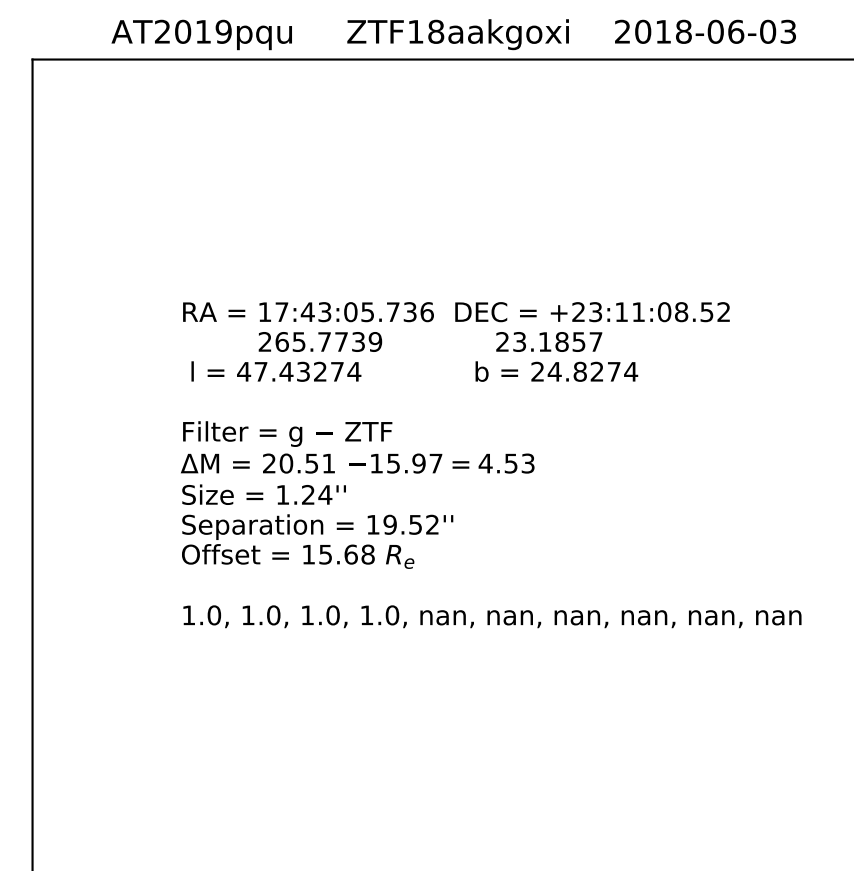 AT2019pqu ZTF18aakgoxi 2018-06-03
RA = 17:43:05.736 DEC = +23:11:08.52
265.7739 23.1857
l = 47.43274 b = 24.8274
Filter = g − ZTF
ΔM = 20.51 −15.97 = 4.53
Size = 1.24''
Separation = 19.52''
Offset = 15.68 Re
1.0, 1.0, 1.0, 1.0, nan, nan, nan, nan, nan, nan